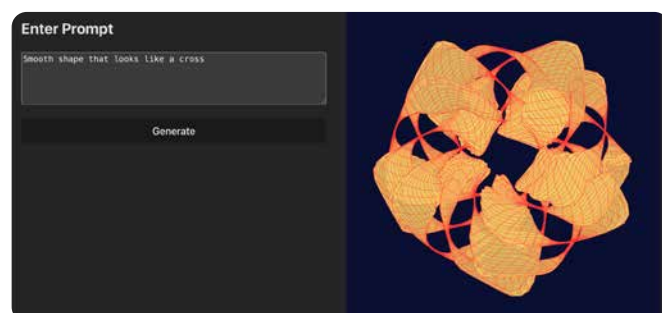 Enter Prompt
Smooth shape that looks like a cross
Generate